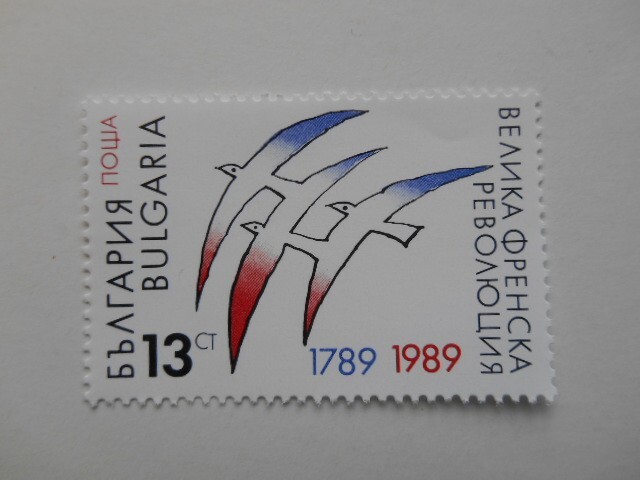 БЪЛГАРИЯ ПОЩА
BULGARIA
13 СТ
1789 1989
ВЕЛИКА ФРЕНСКА
РЕВОЛЮЦИЯ